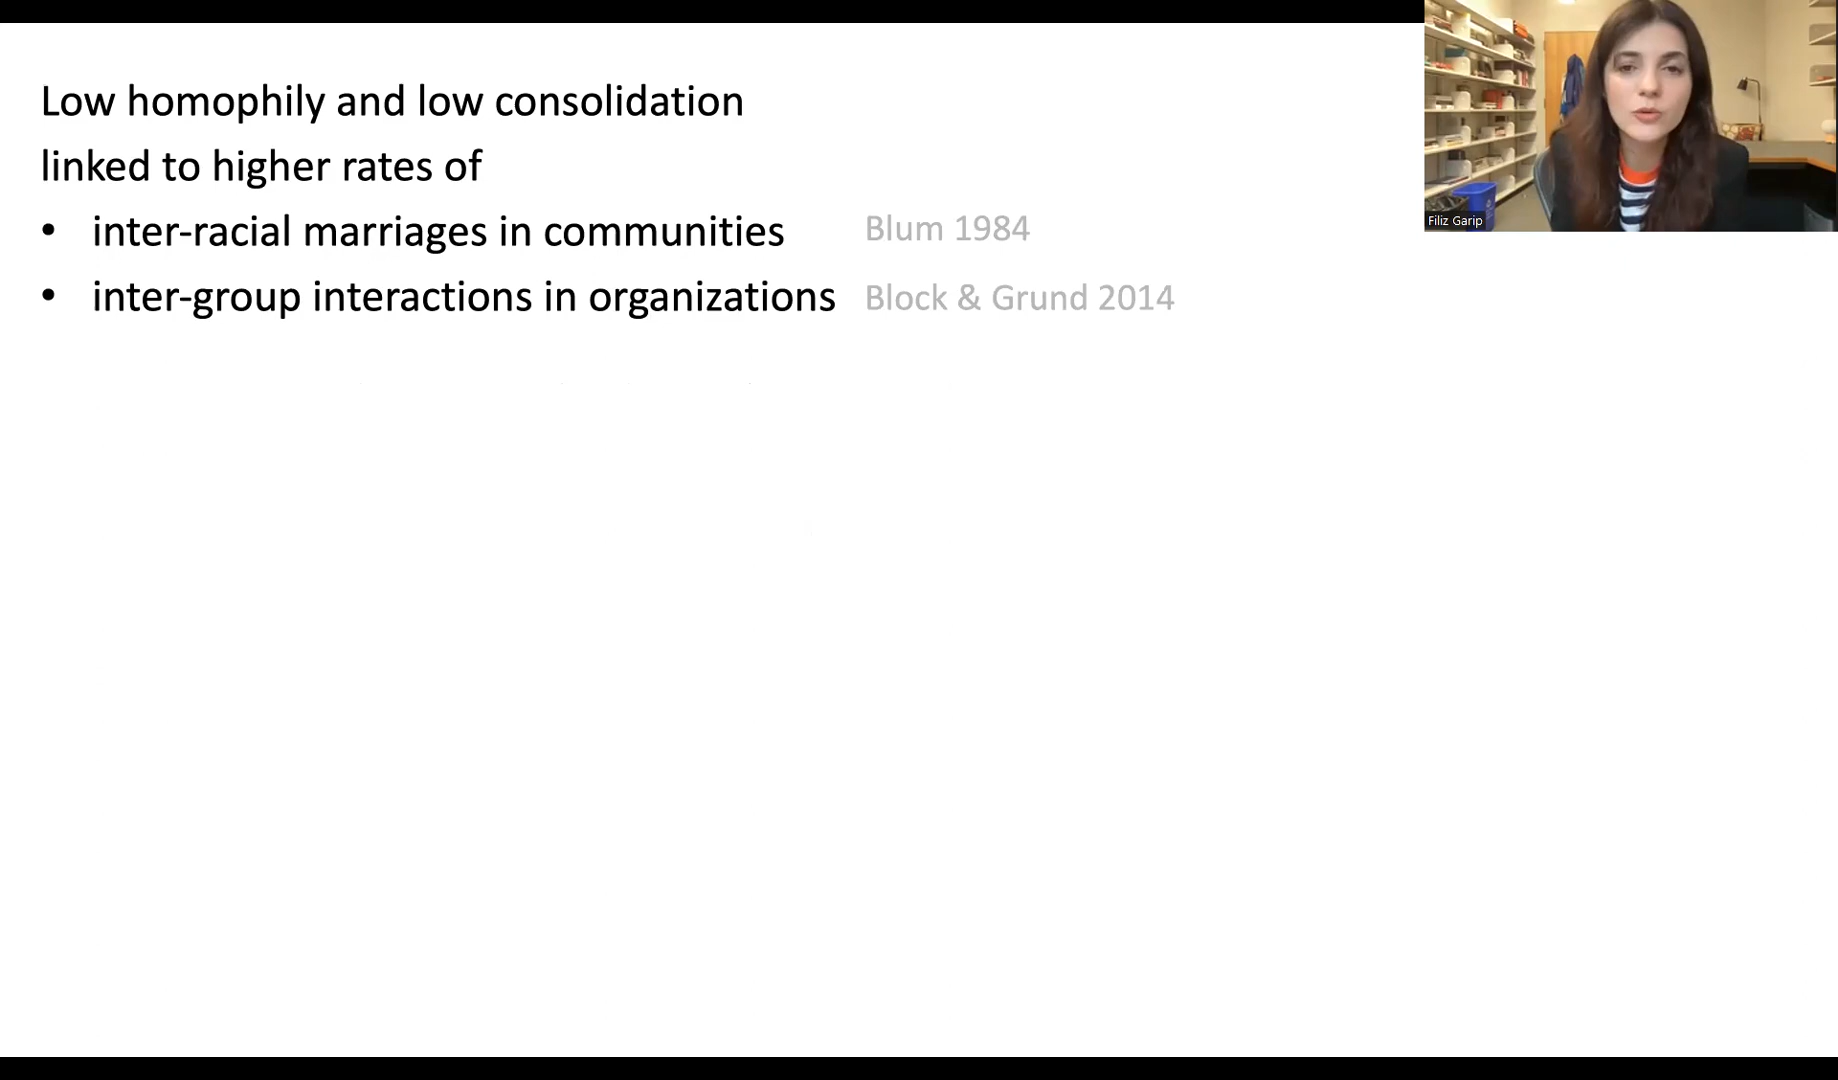 Low homophily and low consolidation
linked to higher rates of
• inter-racial marriages in communities Blum 1984
• inter-group interactions in organizations Block & Grund 2014
Filiz Garip